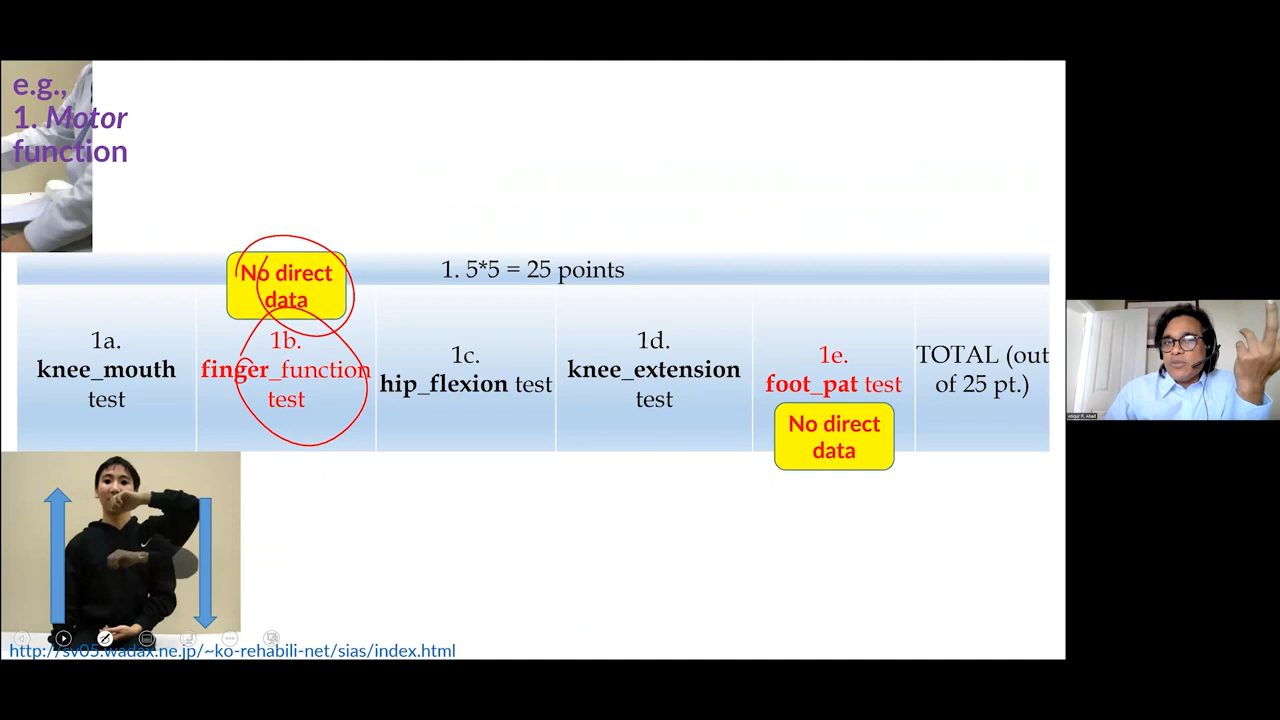 e.g.,
1. Motor
function
No direct
data
1. 5*5 = 25 points
1a.
knee_mouth
test
1b.
finger_function
test
1c.
hip_flexion test
1d.
knee_extension
test
1e.
foot_pat test
No direct
data
TOTAL (out
of 25 pt.)
http://sv05.wadax.ne.jp/~ko-rehabili-net/sias/index.html
Atiqur R. Ahad